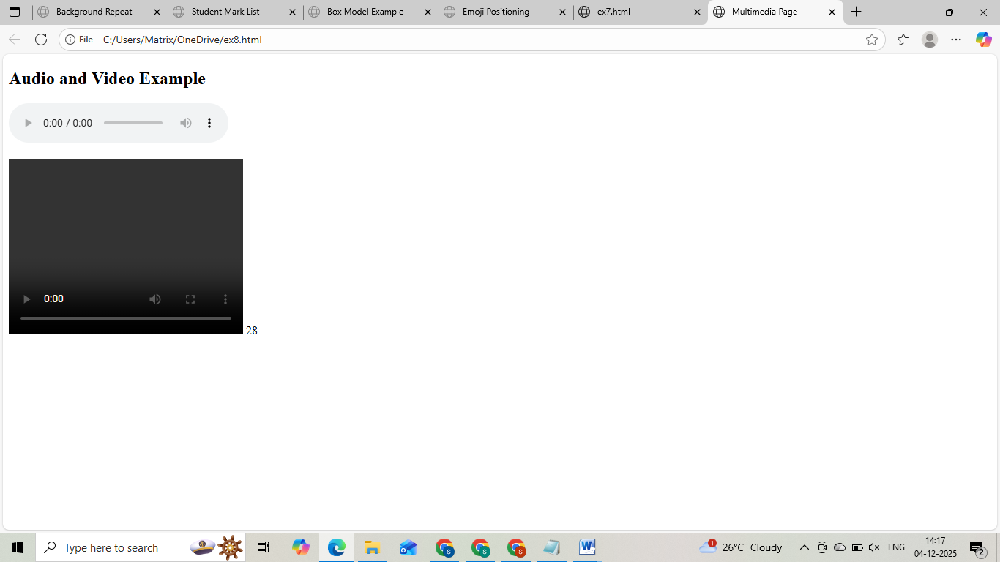 Background Repeat
Student Mark List
Box Model Example
Emoji Positioning
ex7.html
Multimedia Page
File C:/Users/Matrix/OneDrive/ex8.html
Audio and Video Example
0:00 / 0:00
0:00
28
Type here to search
S
S
S
W
1
26°C Cloudy
ENG
14:17
04-12-2025
2